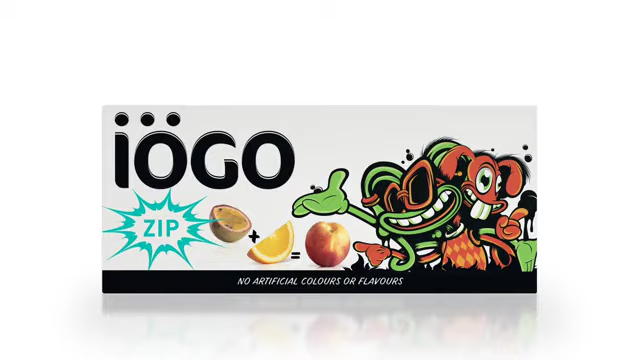 iögo
ZIP
+
=
NO ARTIFICIAL COLOURS OR FLAVOURS